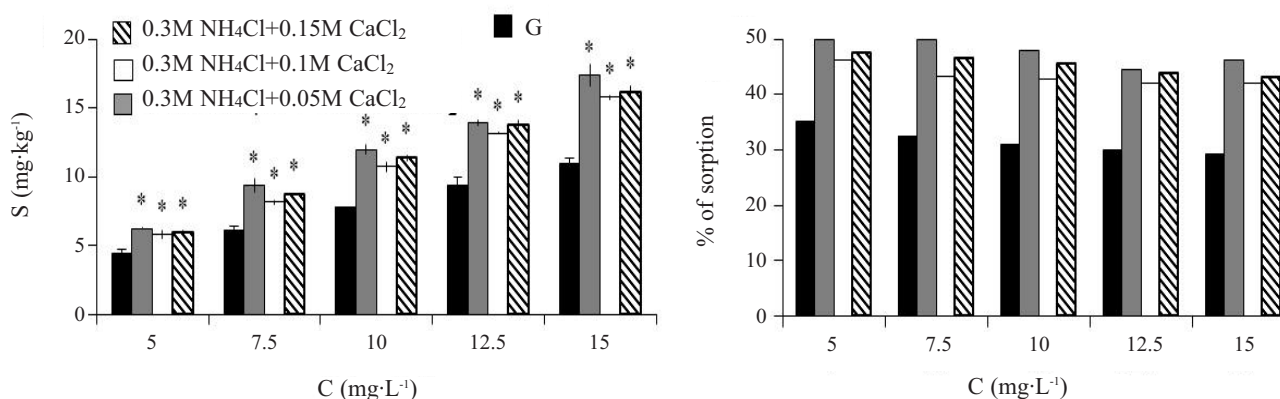 0.3M NH₄Cl+0.15M CaCl₂
0.3M NH₄Cl+0.1M CaCl₂
0.3M NH₄Cl+0.05M CaCl₂
G
20
15
10
5
0
S (mg·kg⁻¹)
* * *
* * *
* * *
* * *
* * *
5 7.5 10 12.5 15
C (mg·L⁻¹)
50
40
30
20
10
0
% of sorption
5 7.5 10 12.5 15
C (mg·L⁻¹)